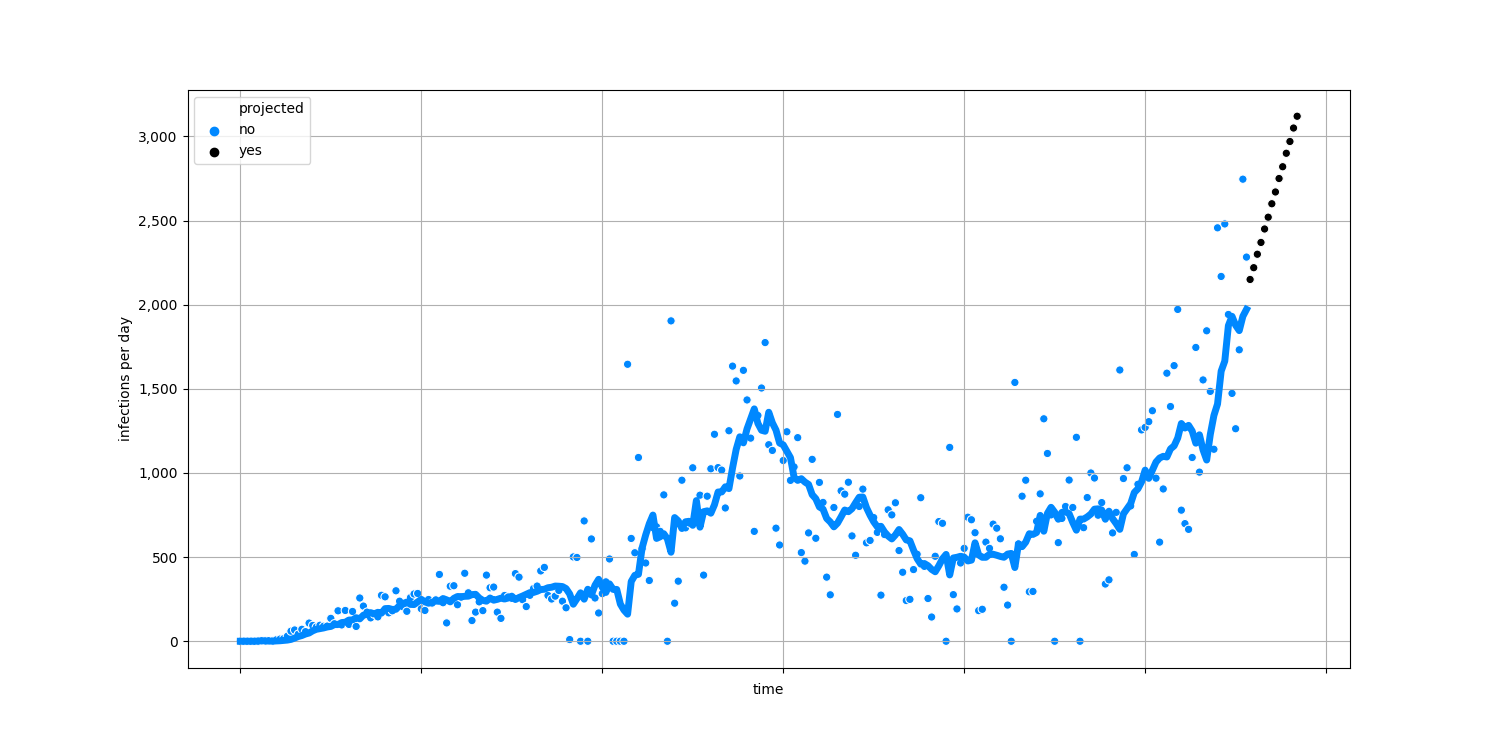 projected
no
yes
3,000
2,500
2,000
1,500
1,000
500
0
infections per day
time